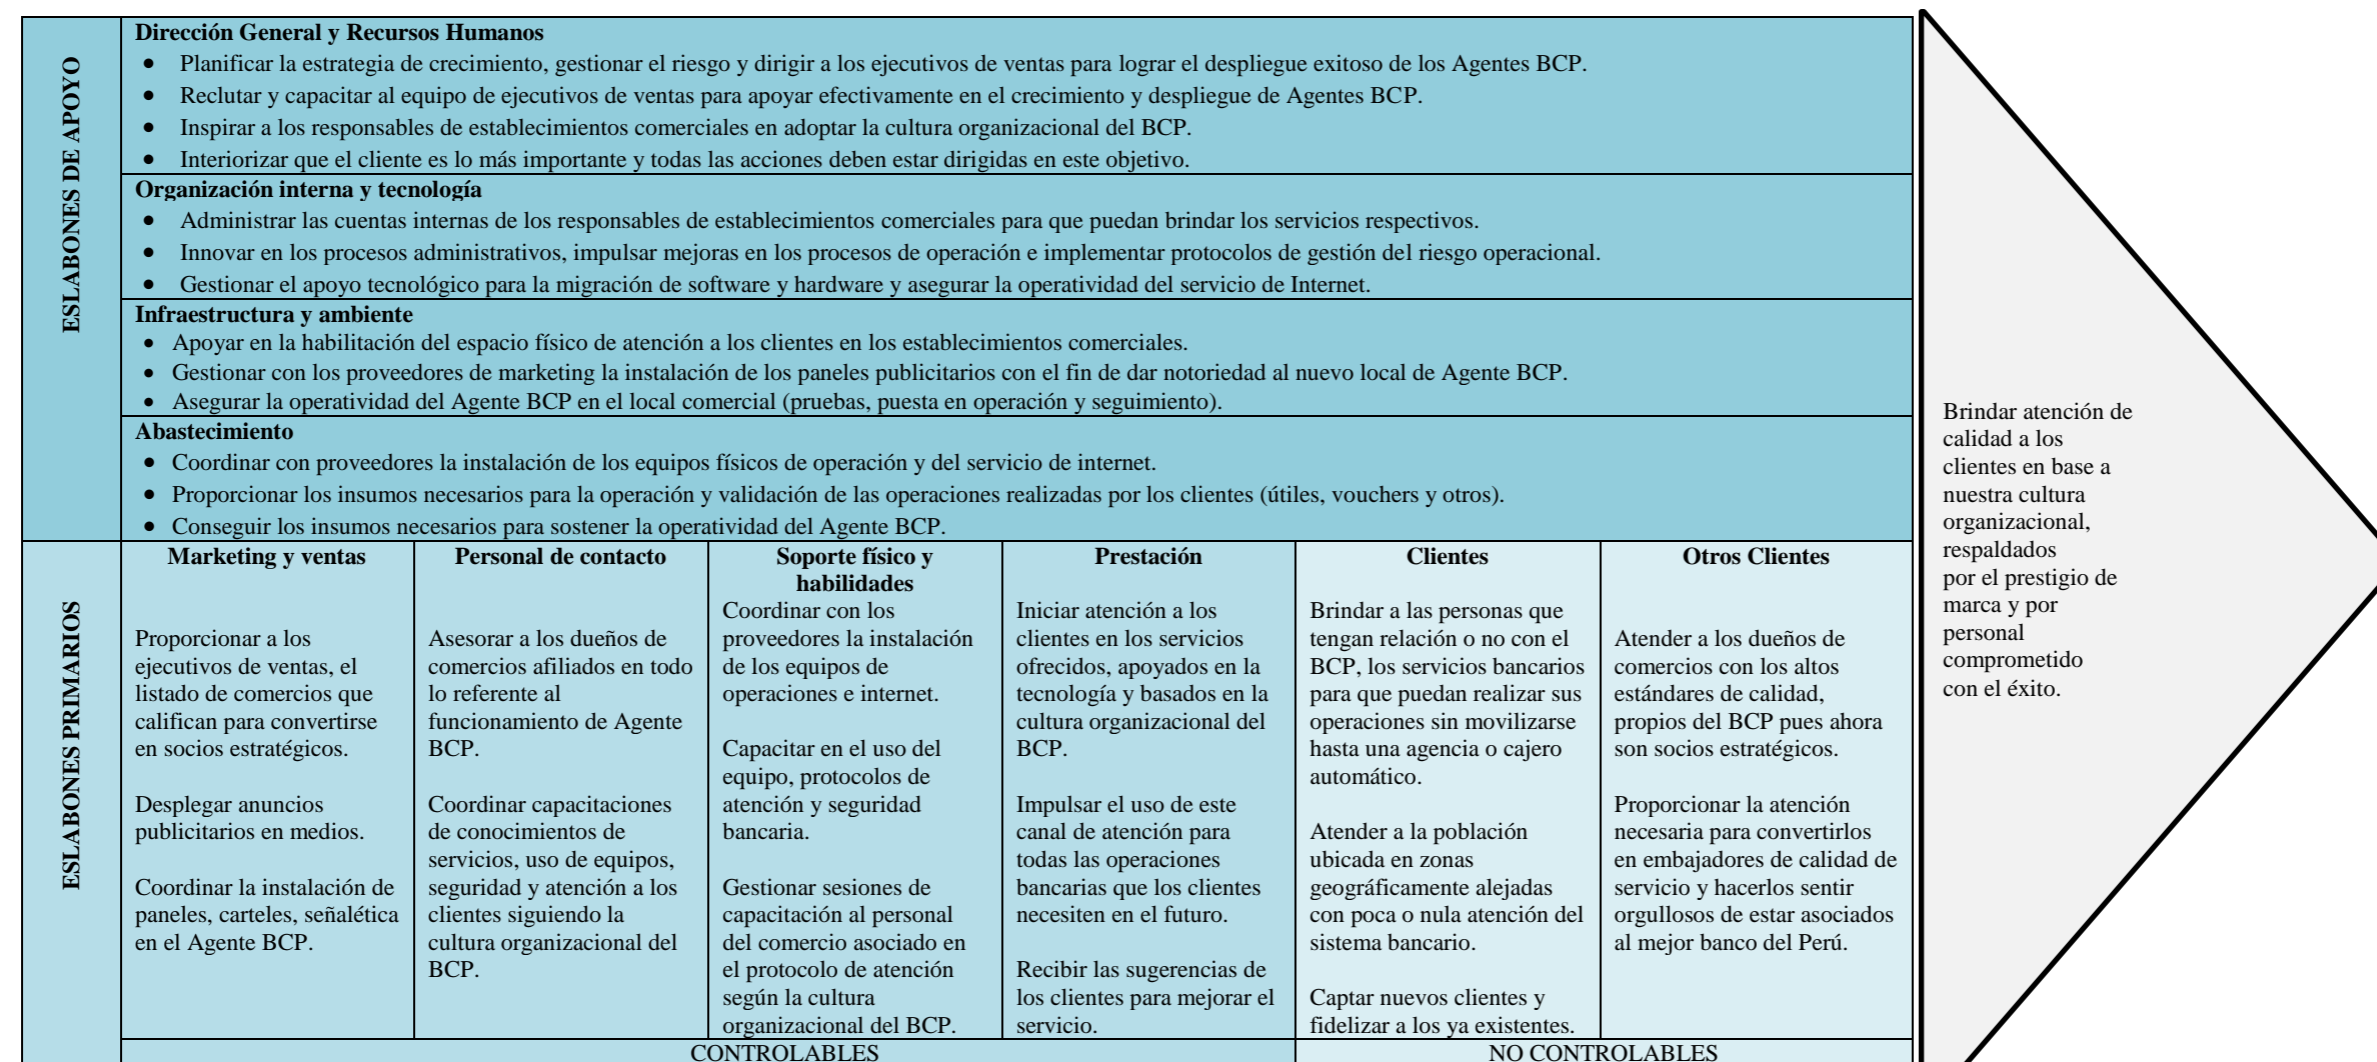 ESLABONES DE APOYO
Dirección General y Recursos Humanos
• Planificar la estrategia de crecimiento, gestionar el riesgo y dirigir a los ejecutivos de ventas para lograr el despliegue exitoso de los Agentes BCP.
• Reclutar y capacitar al equipo de ejecutivos de ventas para apoyar efectivamente en el crecimiento y despliegue de Agentes BCP.
• Inspirar a los responsables de establecimientos comerciales en adoptar la cultura organizacional del BCP.
• Interiorizar que el cliente es lo más importante y todas las acciones deben estar dirigidas en este objetivo.
Organización interna y tecnología
• Administrar las cuentas internas de los responsables de establecimientos comerciales para que puedan brindar los servicios respectivos.
• Innovar en los procesos administrativos, impulsar mejoras en los procesos de operación e implementar protocolos de gestión del riesgo operacional.
• Gestionar el apoyo tecnológico para la migración de software y hardware y asegurar la operatividad del servicio de Internet.
Infraestructura y ambiente
• Apoyar en la habilitación del espacio físico de atención a los clientes en los establecimientos comerciales.
• Gestionar con los proveedores de marketing la instalación de los paneles publicitarios con el fin de dar notoriedad al nuevo local de Agente BCP.
• Asegurar la operatividad del Agente BCP en el local comercial (pruebas, puesta en operación y seguimiento).
Abastecimiento
• Coordinar con proveedores la instalación de los equipos físicos de operación y del servicio de internet.
• Proporcionar los insumos necesarios para la operación y validación de las operaciones realizadas por los clientes (útiles, vouchers y otros).
• Conseguir los insumos necesarios para sostener la operatividad del Agente BCP.
ESLABONES PRIMARIOS
Marketing y ventas
Proporcionar a los
ejecutivos de ventas, el
listado de comercios que
califican para convertirse
en socios estratégicos.
Desplegar anuncios
publicitarios en medios.
Coordinar la instalación de
paneles, carteles, señalética
en el Agente BCP.
Personal de contacto
Asesorar a los dueños de
comercios afiliados en todo
lo referente al
funcionamiento de Agente
BCP.
Coordinar capacitaciones
de conocimientos de
servicios, uso de equipos,
seguridad y atención a los
clientes siguiendo la
cultura organizacional del
BCP.
Soporte físico y
habilidades
Coordinar con los
proveedores la instalación
de los equipos de
operaciones e internet.
Capacitar en el uso del
equipo, protocolos de
atención y seguridad
bancaria.
Gestionar sesiones de
capacitación al personal
del comercio asociado en
el protocolo de atención
según la cultura
organizacional del BCP.
Prestación
Iniciar atención a los
clientes en los servicios
ofrecidos, apoyados en la
tecnología y basados en la
cultura organizacional del
BCP.
Impulsar el uso de este
canal de atención para
todas las operaciones
bancarias que los clientes
necesiten en el futuro.
Recibir las sugerencias de
los clientes para mejorar el
servicio.
Clientes
Brindar a las personas que
tengan relación o no con el
BCP, los servicios bancarios
para que puedan realizar sus
operaciones sin movilizarse
hasta una agencia o cajero
automático.
Atender a la población
ubicada en zonas
geográficamente alejadas
con poca o nula atención del
sistema bancario.
Captar nuevos clientes y
fidelizar a los ya existentes.
Otros Clientes
Atender a los dueños de
comercios con los altos
estándares de calidad,
propios del BCP pues ahora
son socios estratégicos.
Proporcionar la atención
necesaria para convertirlos
en embajadores de calidad de
servicio y hacerlos sentir
orgullosos de estar asociados
al mejor banco del Perú.
CONTROLABLES
NO CONTROLABLES
Brindar atención de
calidad a los
clientes en base a
nuestra cultura
organizacional,
respaldados
por el prestigio de
marca y por
personal
comprometido
con el éxito.